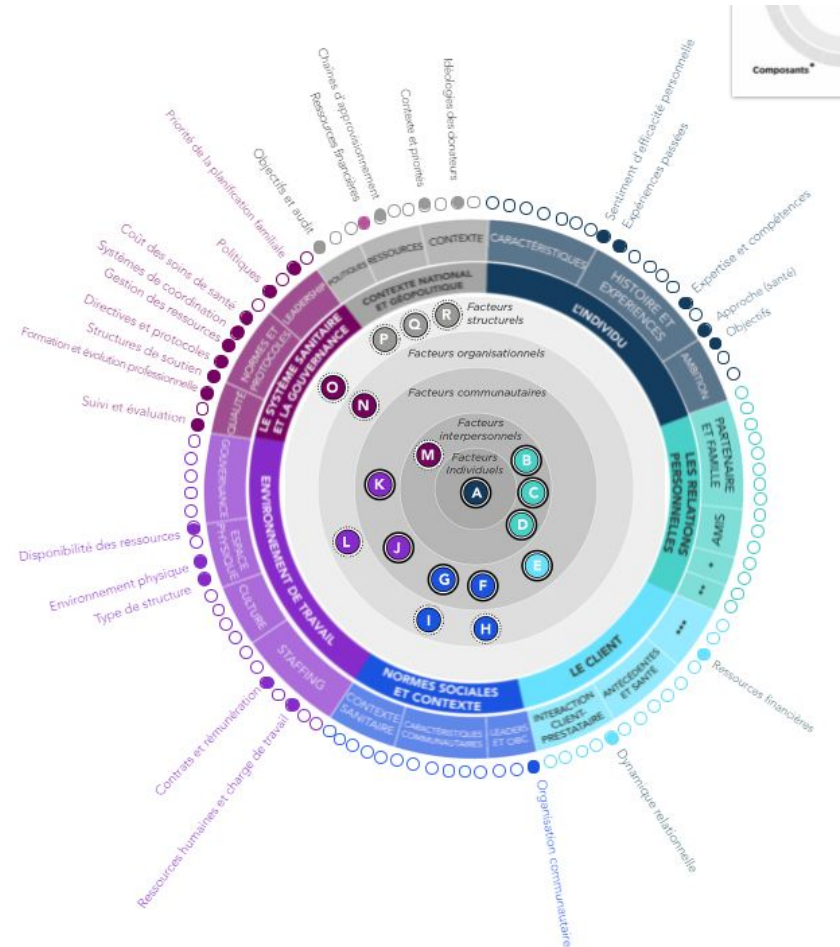 Composants*
Idéologies des donateurs
Contexte et priorités
Chaînes d'approvisionnement
Ressources financières
Objectifs et audit
Priorité de la planification familiale
Politiques
Coût des soins de santé
Systèmes de coordination
Gestion des ressources
Directives et protocoles
Structures de soutien
Formation et évolution professionnelle
Suivi et évaluation
Disponibilité des ressources
Environnement physique
Type de structure
Contrats et rémunération
Ressources humaines et charge de travail
Organisation communautaire
Dynamique relationnelle
Ressources financières
Objectifs
Approche (santé)
Expertise et compétences
Expériences passées
Sentiment d'efficacité personnelle
POLITIQUES
RESSOURCES
CONTEXTE
CONTEXTE NATIONAL
ET GÉOPOLITIQUE
CARACTÉRISTIQUES
HISTOIRE ET
EXPÉRIENCES
AMBITION
L'INDIVIDU
PARTENAIRE
ET FAMILLE
AMIS
*
**
LES RELATIONS
PERSONNELLES
***
ANTÉCÉDENTES
ET SANTÉ
INTERACTION
CLIENT-
PRESTATAIRE
LE CLIENT
LEADERS
ET OBC
CARACTÉRISTIQUES
COMMUNAUTAIRES
CONTEXTE
SANITAIRE
NORMES SOCIALES
ET CONTEXTE
STAFFING
CULTURE
ESPACE
PHYSIQUE
GOUVERNANCE
ENVIRONNEMENT DE TRAVAIL
QUALITÉ
NORMES ET
PROTOCOLES
LEADERSHIP
LE SYSTÈME SANITAIRE
ET LA GOUVERNANCE
Facteurs
structurels
Facteurs organisationnels
Facteurs communautaires
Facteurs
interpersonnels
Facteurs
Individuels
R
Q
P
O
N
M
B
K
A
C
D
L
J
E
G
F
I
H